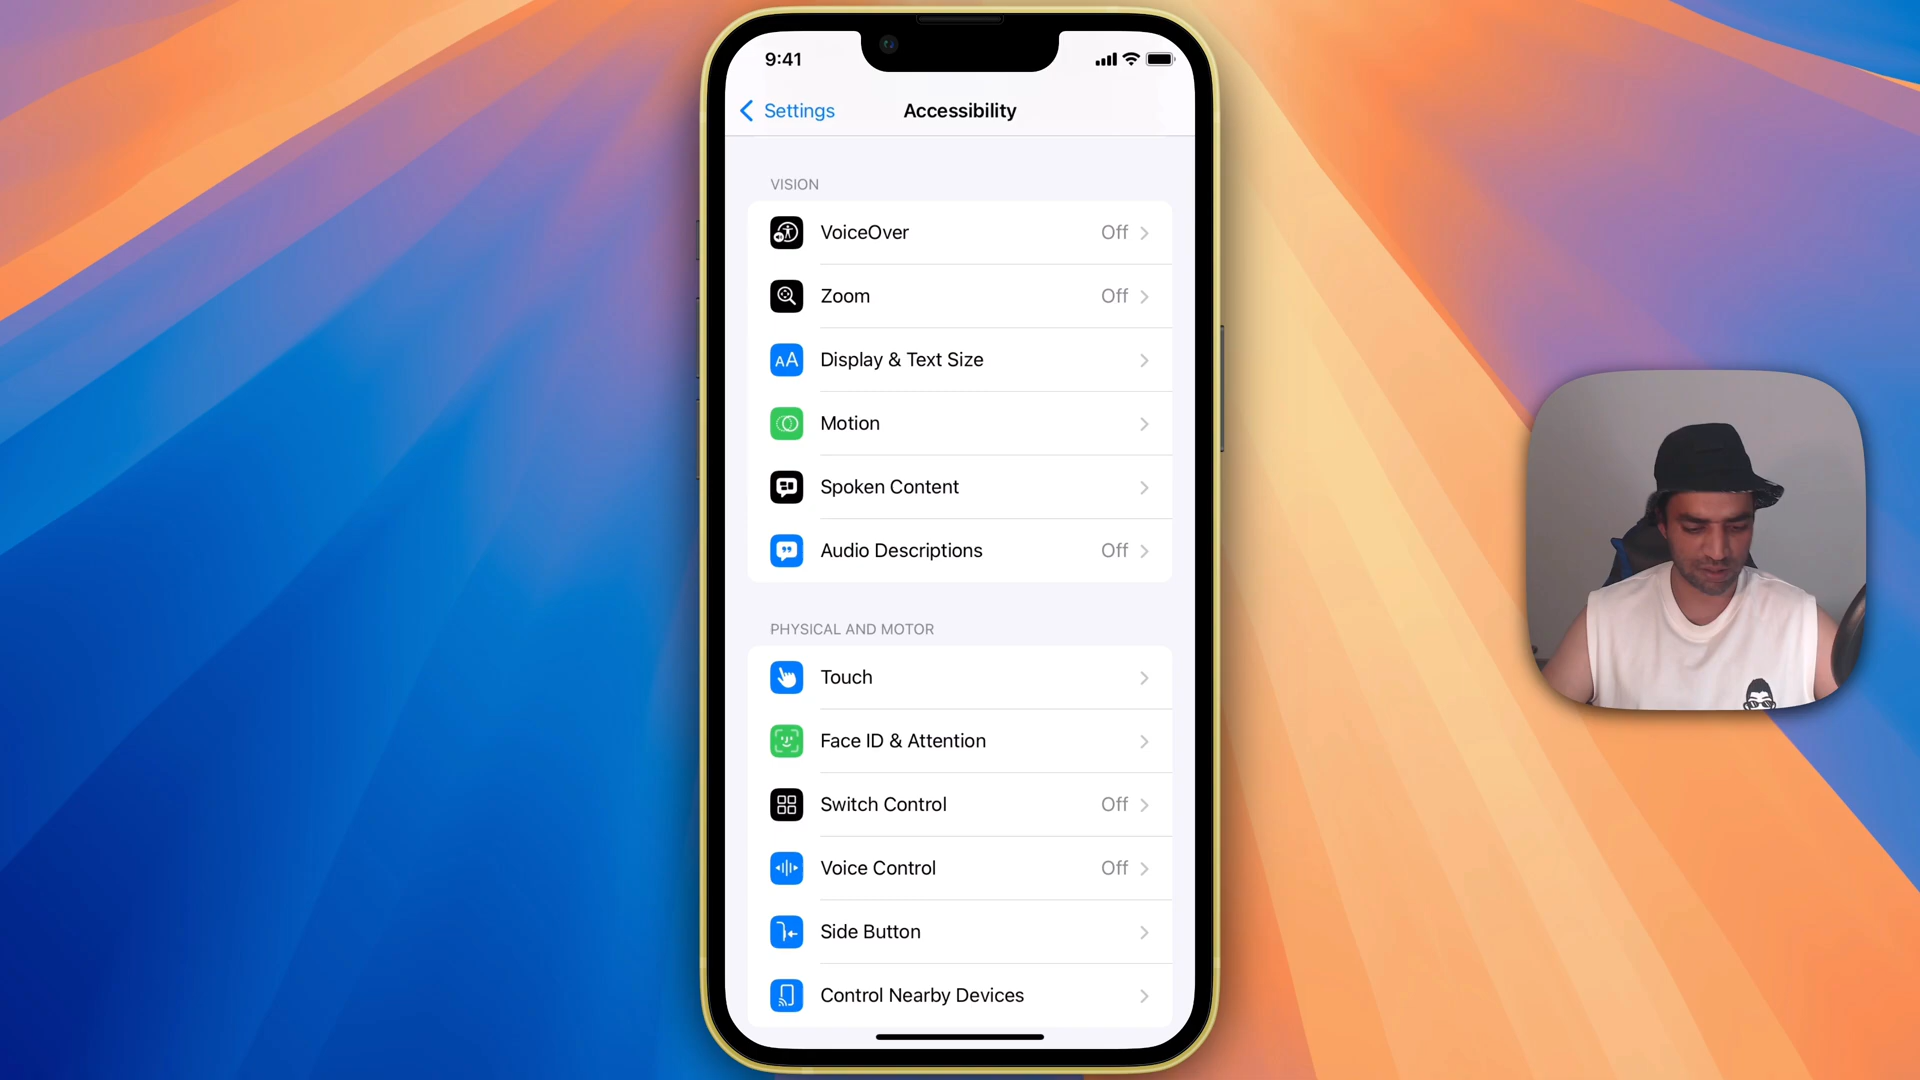 9:41
Settings
Accessibility
VISION
VoiceOver Off
Zoom Off
AA Display & Text Size
Motion
Spoken Content
Audio Descriptions Off
PHYSICAL AND MOTOR
Touch
Face ID & Attention
Switch Control Off
Voice Control Off
Side Button
Control Nearby Devices